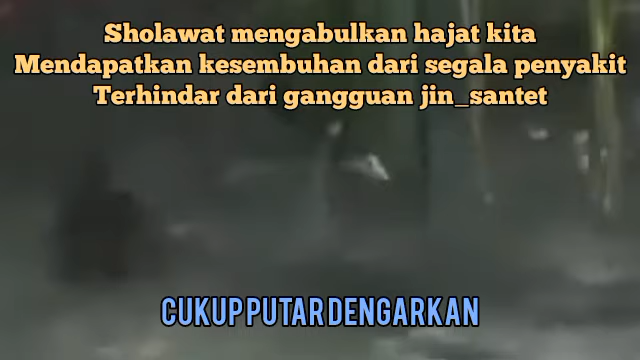 Sholawat mengabulkan hajat kita
Mendapatkan kesembuhan dari segala penyakit
Terhindar dari gangguan jin_santet
CUKUP PUTAR DENGARKAN